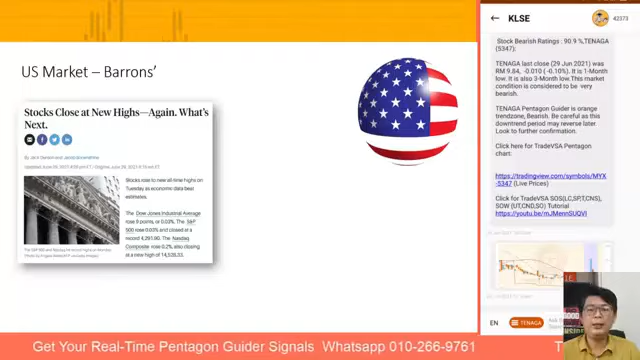 US Market – Barrons’
Stocks Close at New Highs—Again. What's
Next.
Stocks rose to new all-time highs on
Tuesday as economic data beat
estimates.
The Dow Jones Industrial Average
rose 9 points, or 0.03%. The S&P
500 rose 0.03% and closed at a
record 4,291.80. The Nasdaq
Composite rose 0.2%, also closing
at a new high of 14,528.33.
KLSE
42373
Stock Bearish Ratings : 90.9 %,TENAGA
(5347):
TENAGA last close (29 Jun 2021) was
RM 9.84, -0.010 (-0.10%). It is 1-Month
low. It is also 3-Month low.This market
condition is considered to be very
bearish.
TENAGA Pentagon Guider is orange
trendzone, Bearish. Be careful as this
downtrend period may reverse later.
Look to further confirmation.
Click here for TradeVSA Pentagon
chart:
https://tradingview.com/symbols/MYX
-5347 (Live Prices)
Click for TradeVSA SOS(LC,SP,T,CNS),
SOW (UT,CND,SO) Tutorial
https://youtu.be/mJMennSUQVI
EN
TENAGA
Get Your Real-Time Pentagon Guider Signals Whatsapp 010-266-9761